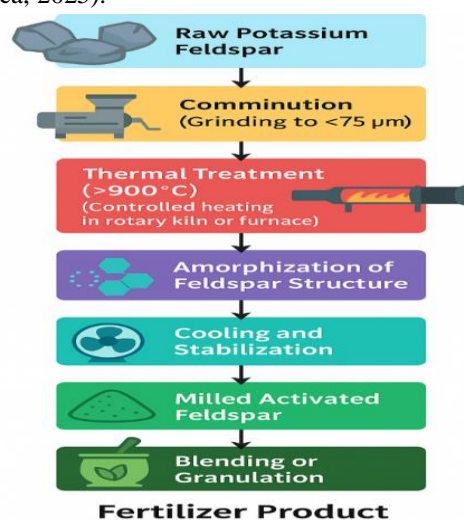 2025).
Raw Potassium
Feldspar
Comminution
(Grinding to <75 μm)
Thermal Treatment
(>900°C)
(Controlled heating
in rotary kiln or furnace)
Amorphization of
Feldspar Structure
Cooling and
Stabilization
Milled Activated
Feldspar
Blending or
Granulation
Fertilizer Product